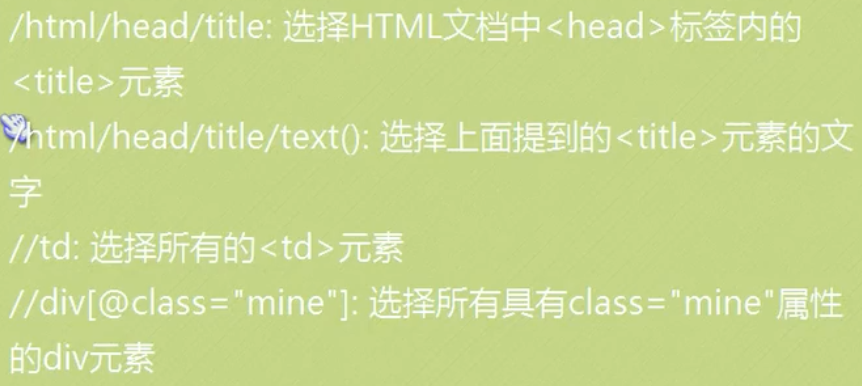 /html/head/title: 选择HTML文档中<head>标签内的
<title>元素
/html/head/title/text(): 选择上面提到的<title>元素的文
字
//td: 选择所有的<td>元素
//div[@class="mine"]: 选择所有具有class="mine"属性
的div元素